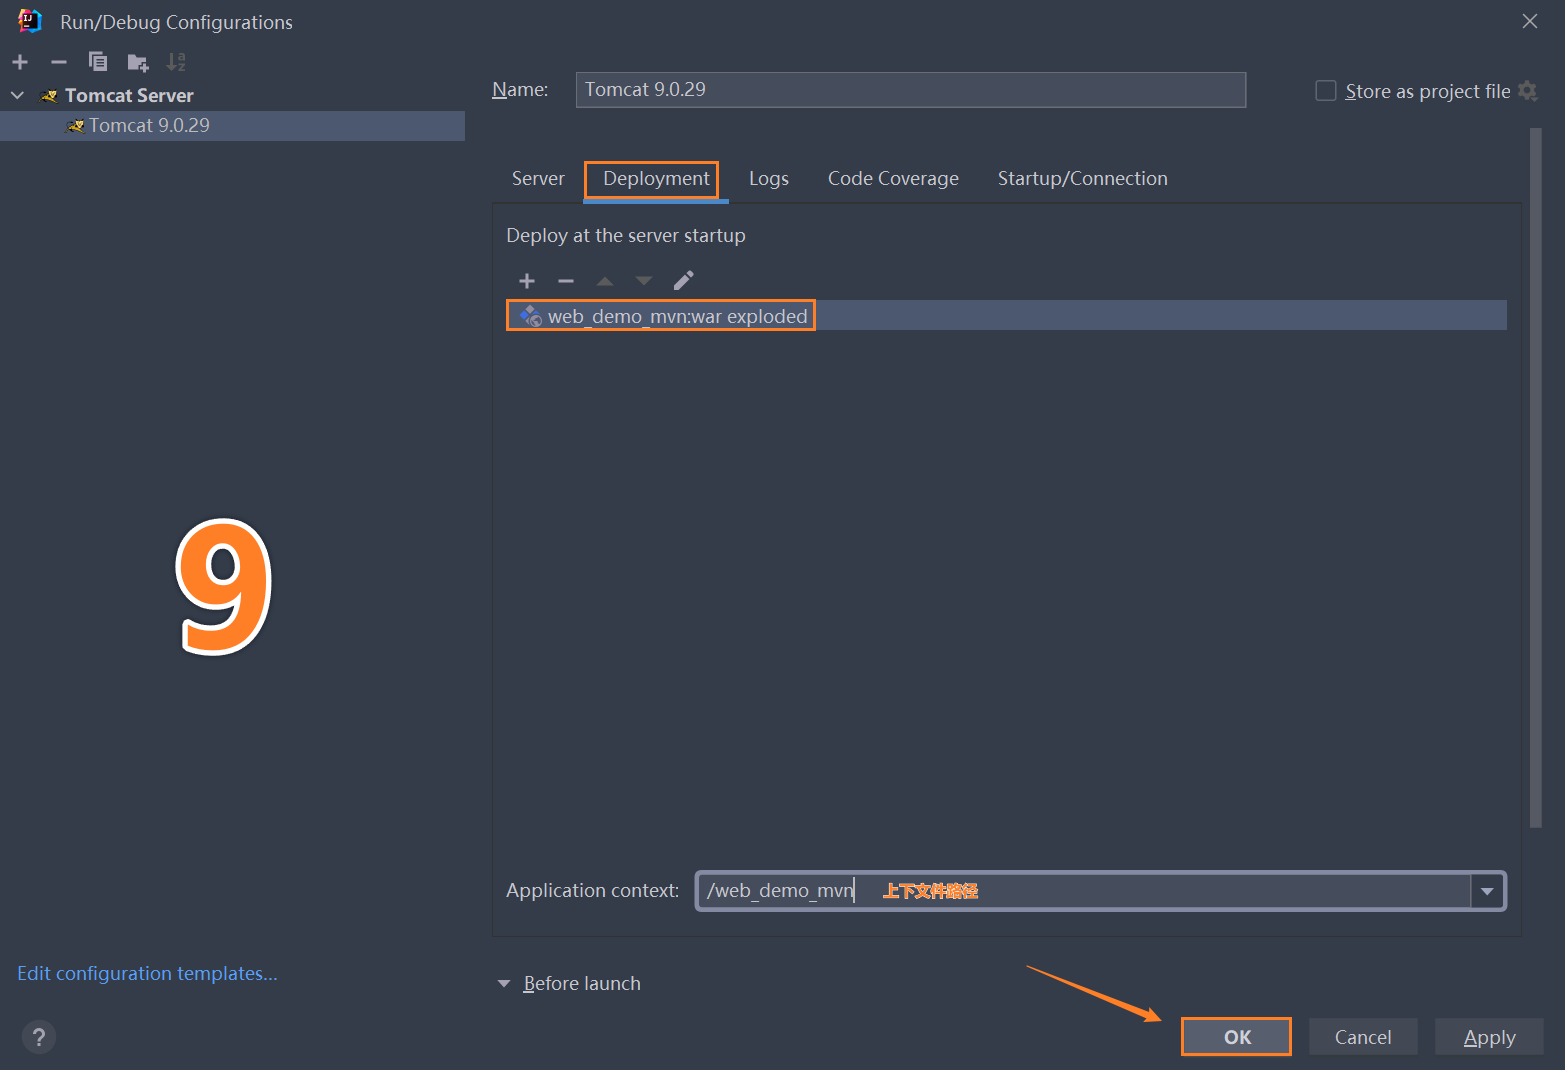 Run/Debug Configurations
Tomcat Server
Tomcat 9.0.29
Name:
Tomcat 9.0.29
Store as project file
Server
Deployment
Logs
Code Coverage
Startup/Connection
Deploy at the server startup
web_demo_mvn:war exploded
9
Application context:
/web_demo_mvn
上下文件路径
Edit configuration templates...
Before launch
?
OK
Cancel
Apply